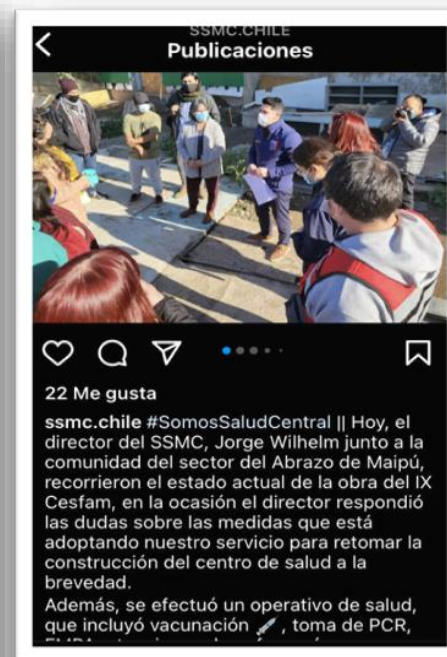 SSMC.CHILE
Publicaciones
22 Me gusta
ssmc.chile #SomosSaludCentral || Hoy, el
director del SSMC, Jorge Wilhelm junto a la
comunidad del sector del Abrazo de Maipú,
recorrieron el estado actual de la obra del IX
Cesfam, en la ocasión el director respondió
las dudas sobre las medidas que está
adoptando nuestro servicio para retomar la
construcción del centro de salud a la
brevedad.
Además, se efectuó un operativo de salud,
que incluyó vacunación 💉, toma de PCR,